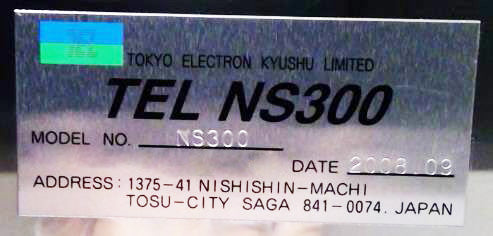 TEL
TOKYO ELECTRON KYUSHU LIMITED
TEL NS300
MODEL NO. NS300
DATE 2008.09
ADDRESS: 1375-41 NISHISHIN-MACHI
TOSU-CITY SAGA 841-0074. JAPAN